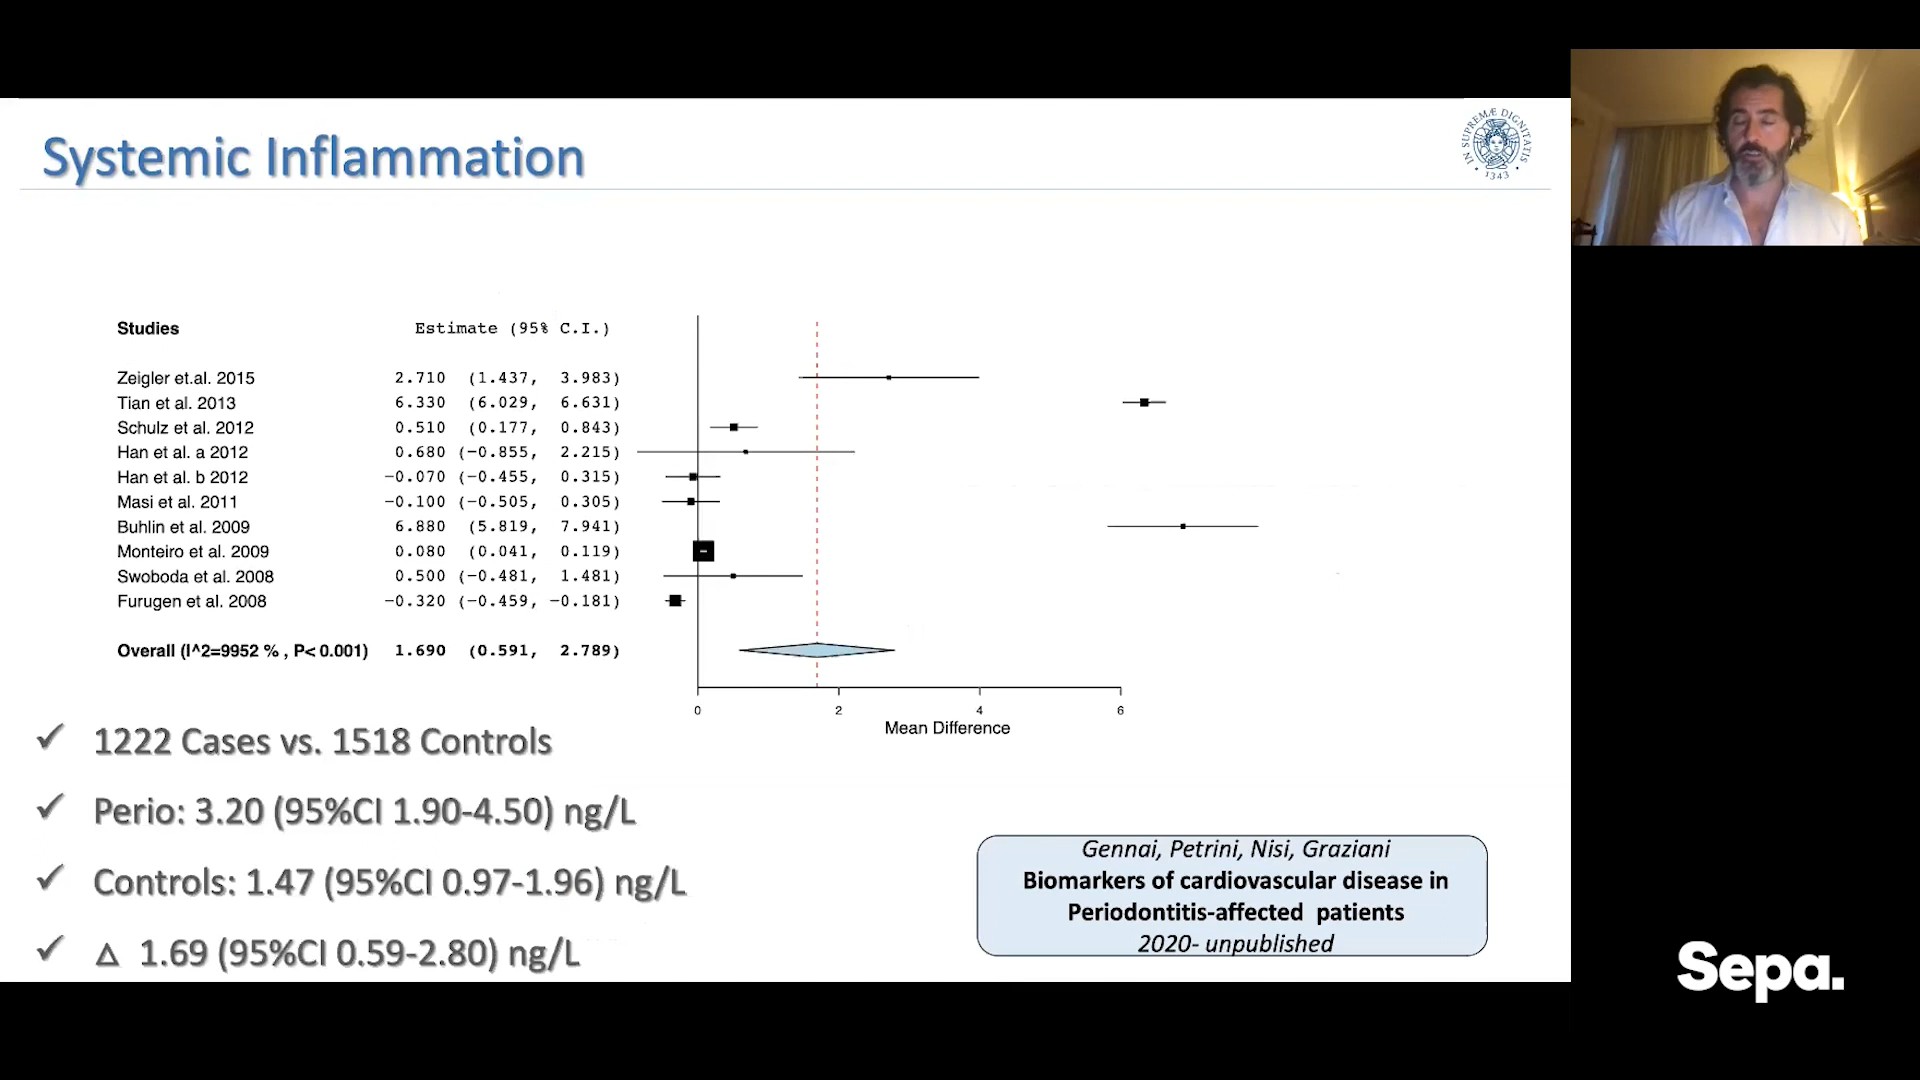 Systemic Inflammation
IN SUPREMÆ DIGNITATIS
1343
Studies Estimate (95% C.I.)
Zeigler et.al. 2015 2.710 (1.437, 3.983)
Tian et al. 2013 6.330 (6.029, 6.631)
Schulz et al. 2012 0.510 (0.177, 0.843)
Han et al. a 2012 0.680 (−0.855, 2.215)
Han et al. b 2012 −0.070 (−0.455, 0.315)
Masi et al. 2011 −0.100 (−0.505, 0.305)
Buhlin et al. 2009 6.880 (5.819, 7.941)
Monteiro et al. 2009 0.080 (0.041, 0.119)
Swoboda et al. 2008 0.500 (−0.481, 1.481)
Furugen et al. 2008 −0.320 (−0.459, −0.181)
Overall (I^2=9952 % , P< 0.001) 1.690 (0.591, 2.789)
0 2 4 6
Mean Difference
✓ 1222 Cases vs. 1518 Controls
✓ Perio: 3.20 (95%CI 1.90-4.50) ng/L
✓ Controls: 1.47 (95%CI 0.97-1.96) ng/L
✓ Δ 1.69 (95%CI 0.59-2.80) ng/L
Gennai, Petrini, Nisi, Graziani
Biomarkers of cardiovascular disease in
Periodontitis-affected patients
2020- unpublished
Sepa.